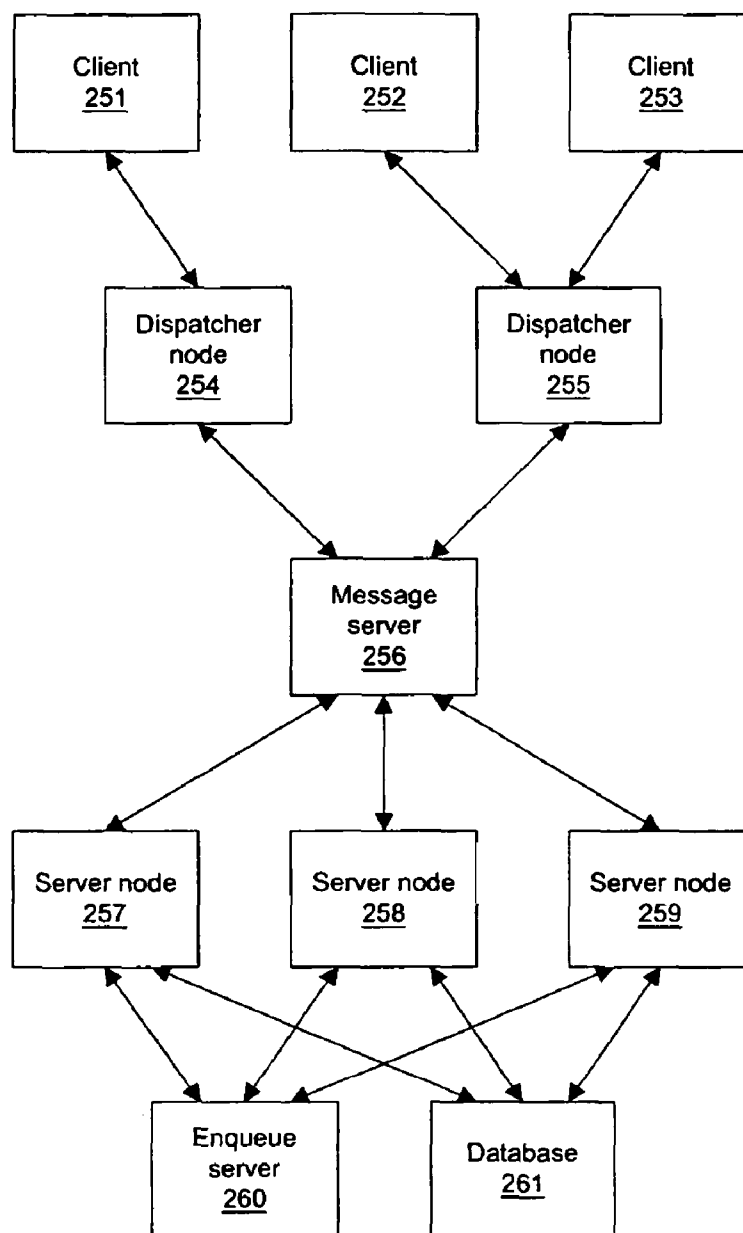 Client
251
Client
252
Client
253
Dispatcher
node
254
Dispatcher
node
255
Message
server
256
Server node
257
Server node
258
Server node
259
Enqueue
server
260
Database
261